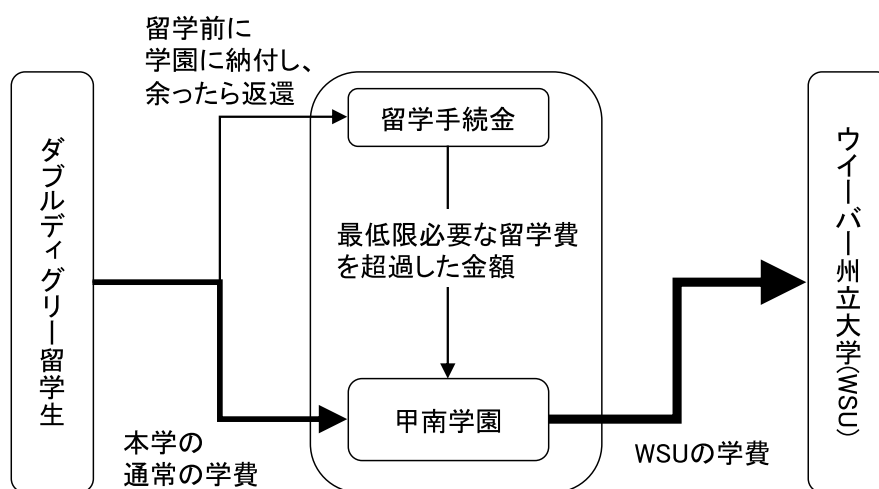 留学前に
学園に納付し、
余ったら返還
留学手続金
ダブルディグリー留学生
最低限必要な留学費
を超過した金額
ウイーバー州立大学(WSU)
甲南学園
本学の
通常の学費
WSUの学費